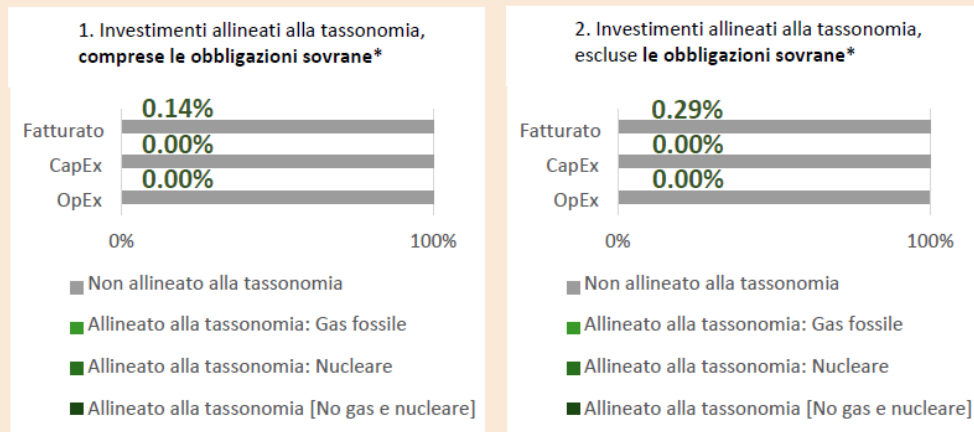 1. Investimenti allineati alla tassonomia,
comprese le obbligazioni sovrane*
0.14%
Fatturato
0.00%
CapEx
0.00%
OpEx
0%
100%
Non allineato alla tassonomia
Allineato alla tassonomia: Gas fossile
Allineato alla tassonomia: Nucleare
Allineato alla tassonomia [No gas e nucleare]
2. Investimenti allineati alla tassonomia,
escluse le obbligazioni sovrane*
0.29%
Fatturato
0.00%
CapEx
0.00%
OpEx
0%
100%
Non allineato alla tassonomia
Allineato alla tassonomia: Gas fossile
Allineato alla tassonomia: Nucleare
Allineato alla tassonomia [No gas e nucleare]